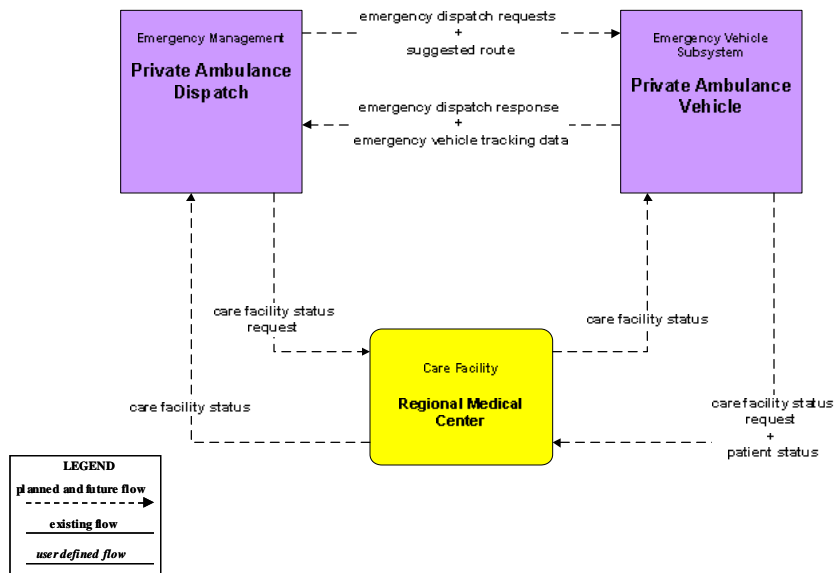 Emergency Management
Private Ambulance
Dispatch
emergency dispatch requests
+
suggested route
Emergency Vehicle
Subsystem
Private Ambulance
Vehicle
emergency dispatch response
+
emergency vehicle tracking data
care facility status
request
care facility status
Care Facility
Regional Medical
Center
care facility status
care facility status
request
+
patient status
LEGEND
planned and future flow
existing flow
user defined flow